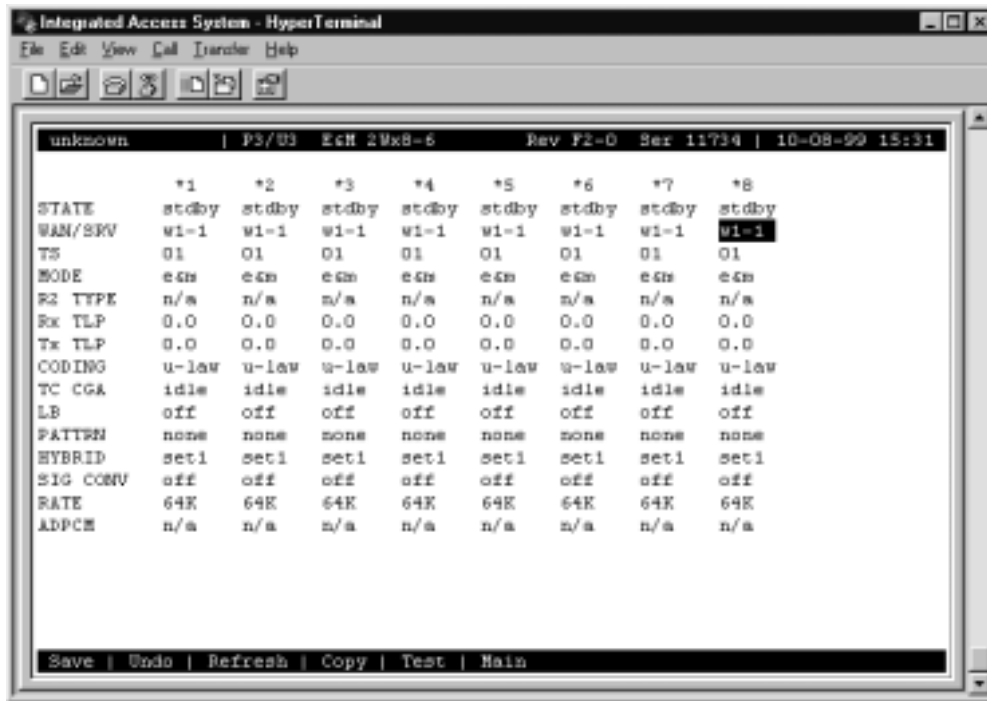 Integrated Access System - HyperTerminal
File Edit View Call Transfer Help
unknown | P3/U3 E&M 2Wx8-6 Rev F2-0 Ser 11734 | 10-08-99 15:31
*1 *2 *3 *4 *5 *6 *7 *8
STATE stdby stdby stdby stdby stdby stdby stdby stdby
WAN/SRV w1-1 w1-1 w1-1 w1-1 w1-1 w1-1 w1-1 w1-1
TS 01 01 01 01 01 01 01 01
MODE e&m e&m e&m e&m e&m e&m e&m e&m
R2 TYPE n/a n/a n/a n/a n/a n/a n/a n/a
Rx TLP 0.0 0.0 0.0 0.0 0.0 0.0 0.0 0.0
Tx TLP 0.0 0.0 0.0 0.0 0.0 0.0 0.0 0.0
CODING u-law u-law u-law u-law u-law u-law u-law u-law
TC CGA idle idle idle idle idle idle idle idle
LB off off off off off off off off
PATTRN none none none none none none none none
HYBRID set1 set1 set1 set1 set1 set1 set1 set1
SIG CONV off off off off off off off off
RATE 64K 64K 64K 64K 64K 64K 64K 64K
ADPCM n/a n/a n/a n/a n/a n/a n/a n/a
Save | Undo | Refresh | Copy | Test | Main